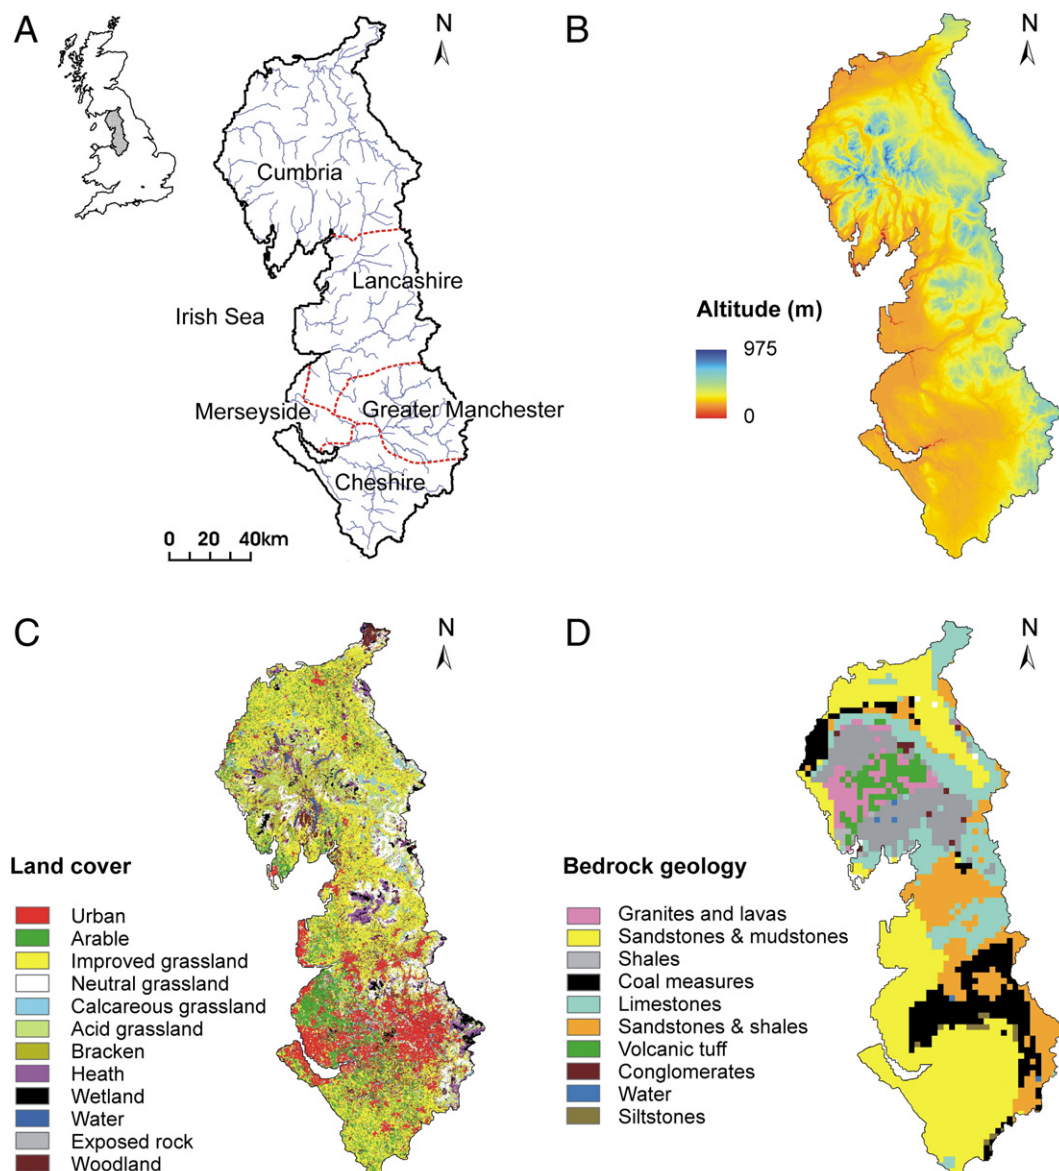 A
N
Cumbria
Lancashire
Irish Sea
Merseyside
Greater Manchester
Cheshire
0 20 40km
B
N
Altitude (m)
975
0
C
N
Land cover
Urban
Arable
Improved grassland
Neutral grassland
Calcareous grassland
Acid grassland
Bracken
Heath
Wetland
Water
Exposed rock
Woodland
D
N
Bedrock geology
Granites and lavas
Sandstones & mudstones
Shales
Coal measures
Limestones
Sandstones & shales
Volcanic tuff
Conglomerates
Water
Siltstones